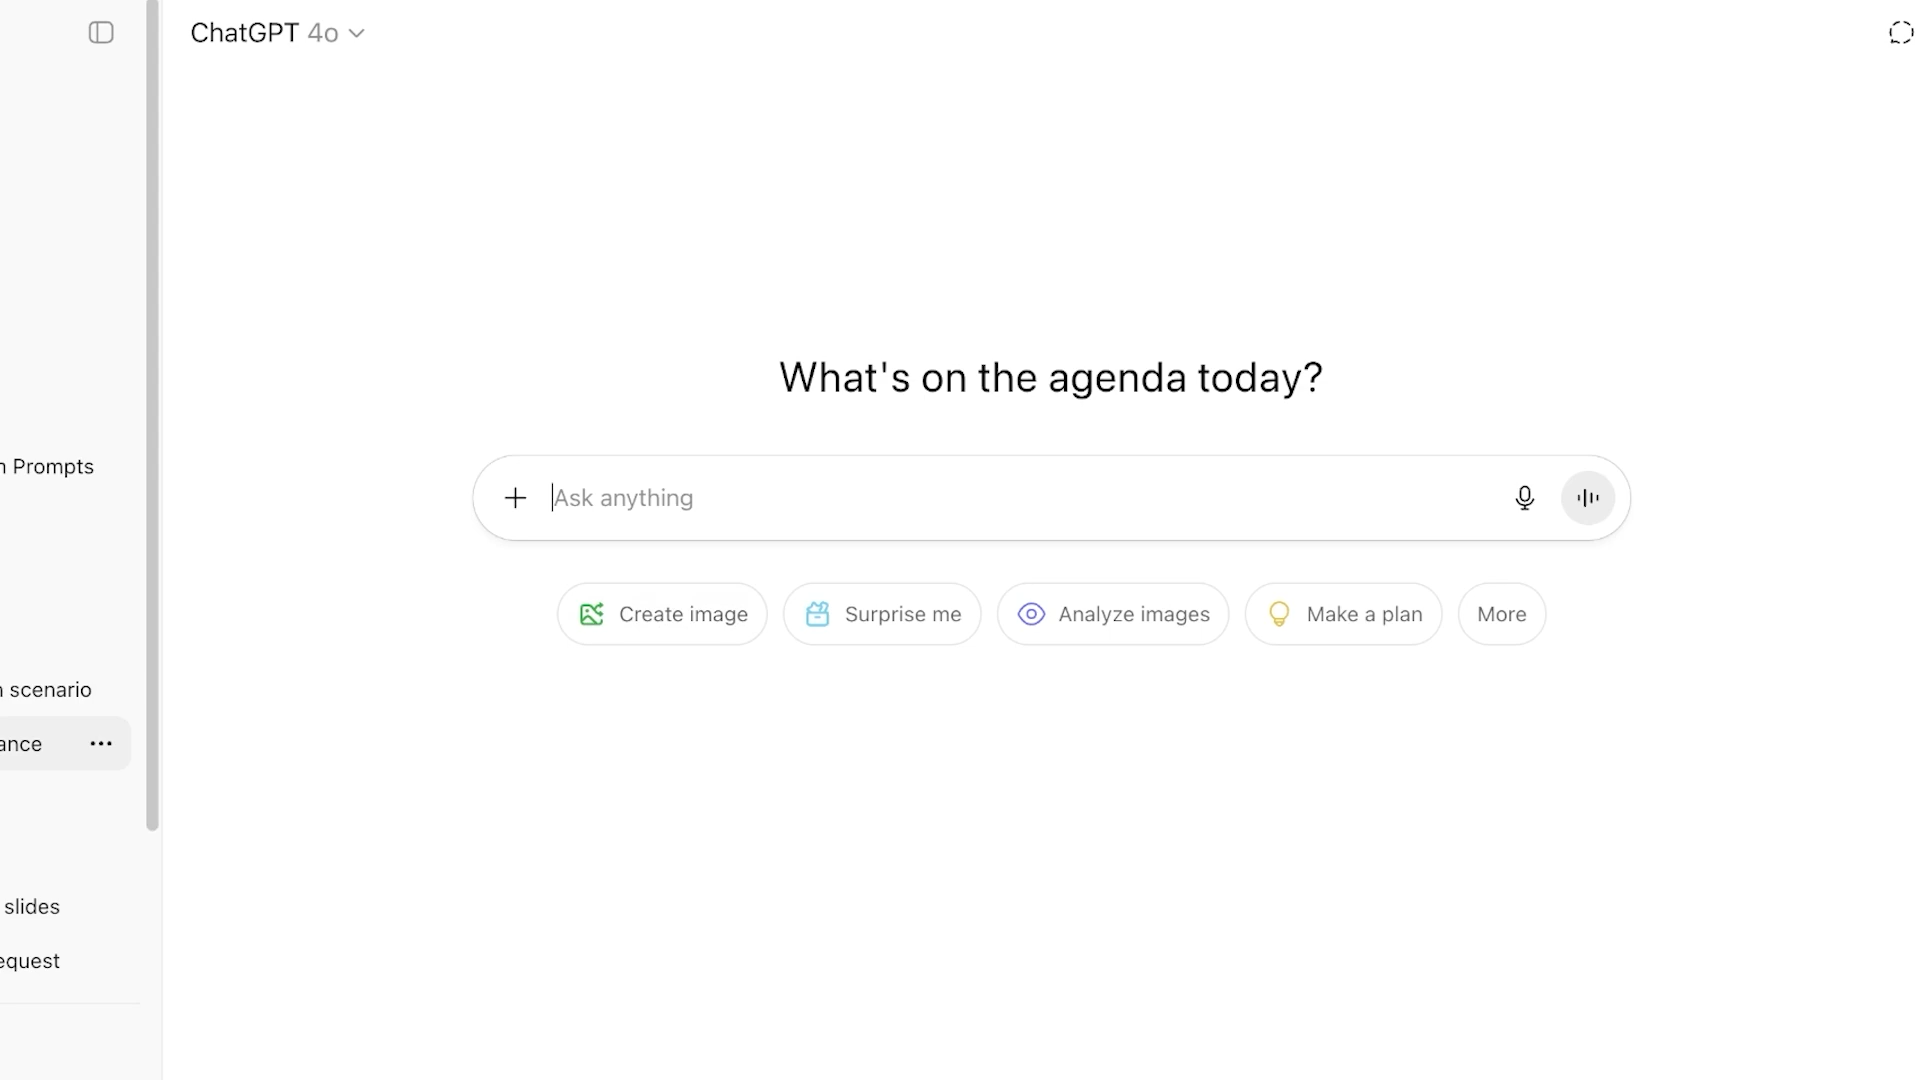 ChatGPT 4o
What's on the agenda today?
Ask anything
Create image
Surprise me
Analyze images
Make a plan
More
Prompts
scenario
ance
slides
equest